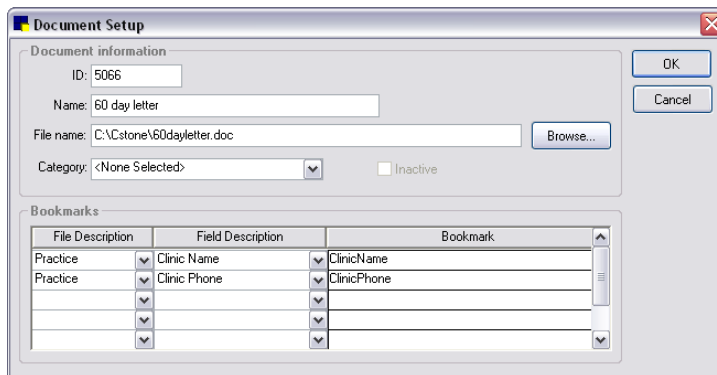 Document Setup
Document information
ID: 5066
OK
Name: 60 day letter
Cancel
File name: C:\Cstone\60dayletter.doc
Browse...
Category: <None Selected>
Inactive
Bookmarks
File Description Field Description Bookmark
Practice Clinic Name ClinicName
Practice Clinic Phone ClinicPhone